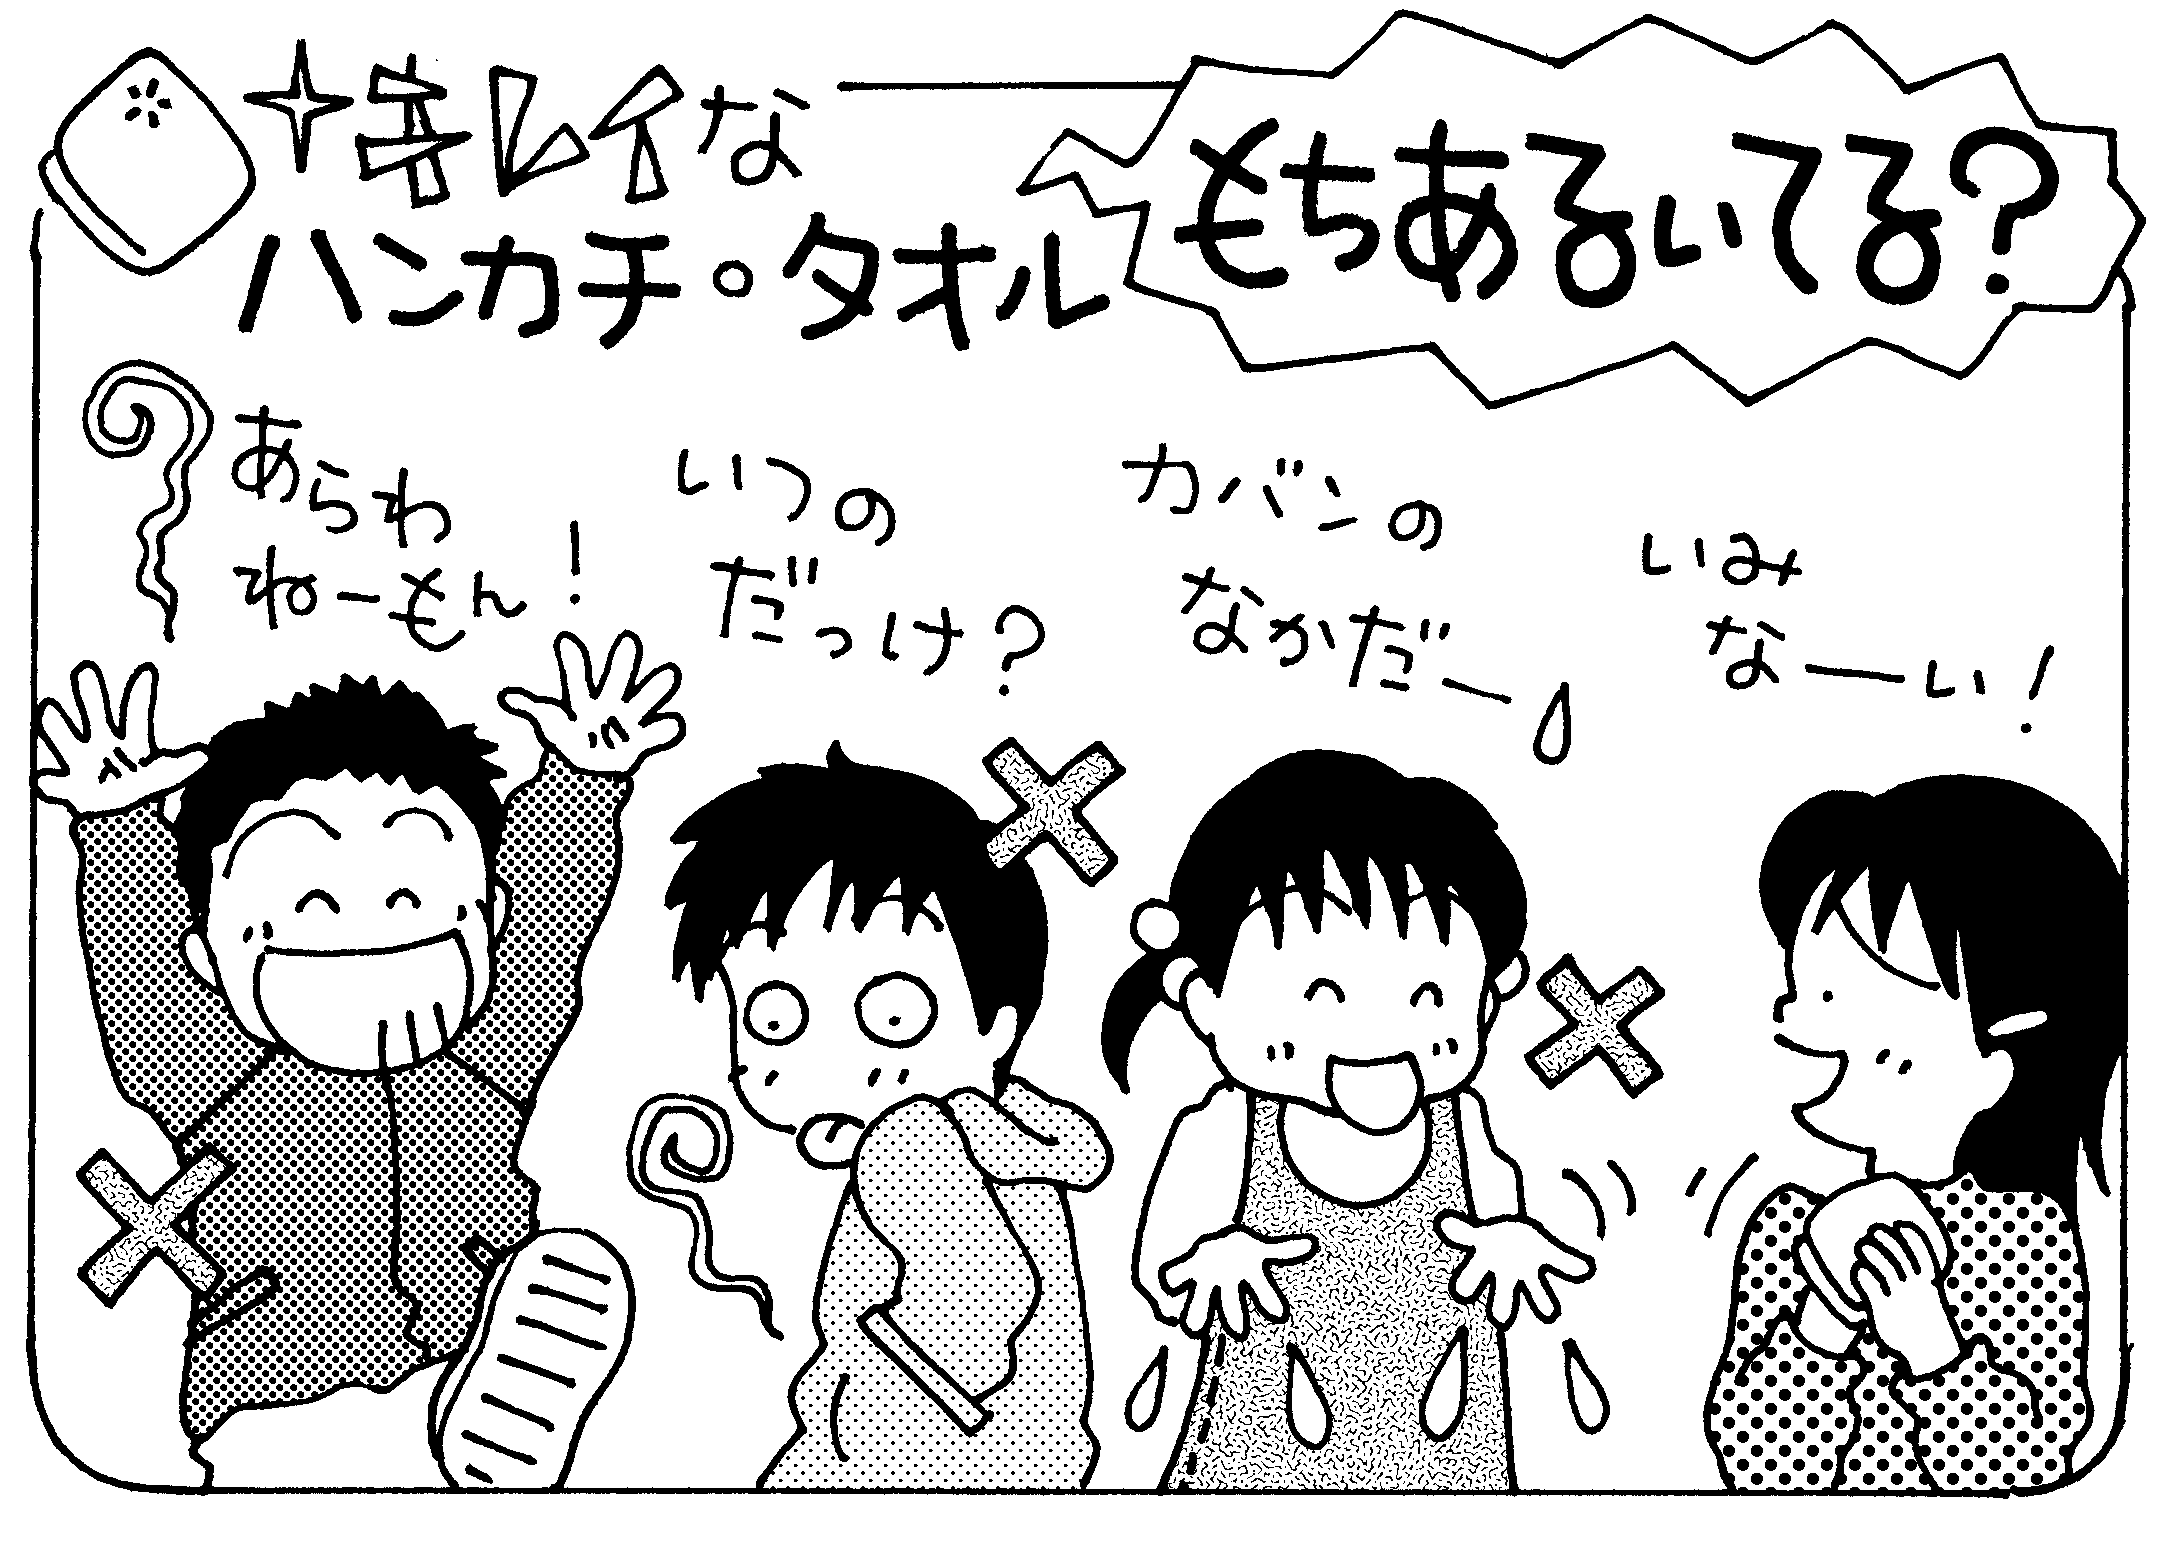 キレイな
ハンカチ・タオル
もちあるいてる?
あらわ
ねーもん!
いつの
だっけ?
カバンの
なかだー
いみ
なーい!